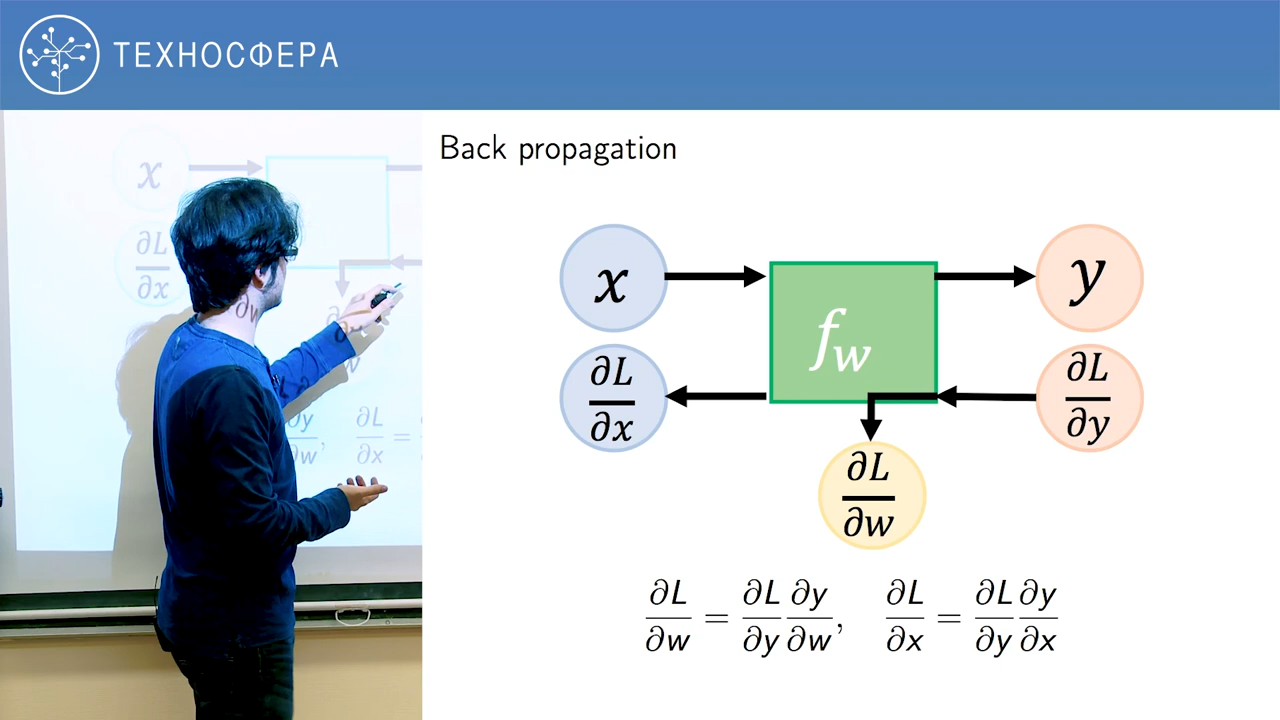 ТЕХНОСФЕРА
Back propagation
x
y
f_w
∂L/∂x
∂L/∂y
∂L/∂w
∂L/∂w = ∂L/∂y ∂y/∂w, ∂L/∂x = ∂L/∂y ∂y/∂x
x
∂L/∂x
∂y/∂w, ∂L/∂x =